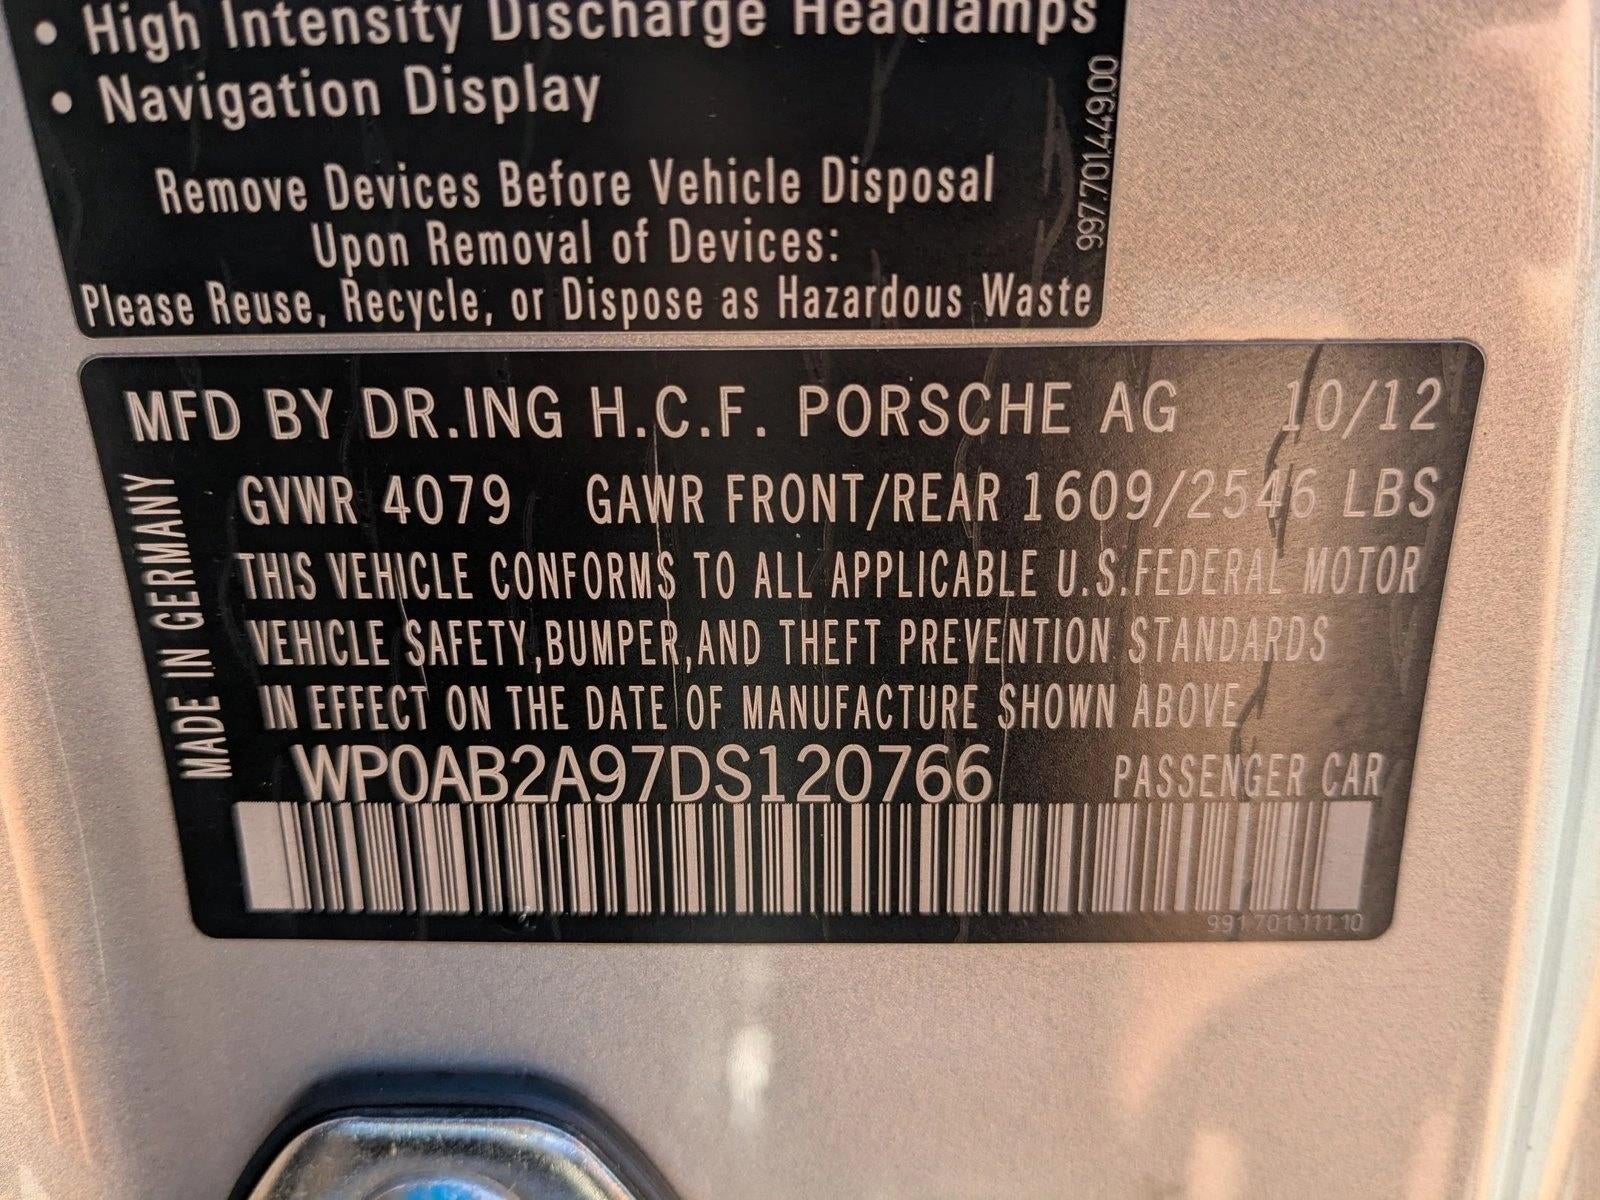 • High Intensity Discharge Headlamps
• Navigation Display
Remove Devices Before Vehicle Disposal
Upon Removal of Devices:
Please Reuse, Recycle, or Dispose as Hazardous Waste
997.701.449.00
MFD BY DR.ING H.C.F. PORSCHE AG 10/12
GVWR 4079 GAWR FRONT/REAR 1609/2546 LBS
THIS VEHICLE CONFORMS TO ALL APPLICABLE U.S.FEDERAL MOTOR
VEHICLE SAFETY,BUMPER,AND THEFT PREVENTION STANDARDS
IN EFFECT ON THE DATE OF MANUFACTURE SHOWN ABOVE
WP0AB2A97DS120766 PASSENGER CAR
MADE IN GERMANY
991.701.111.10